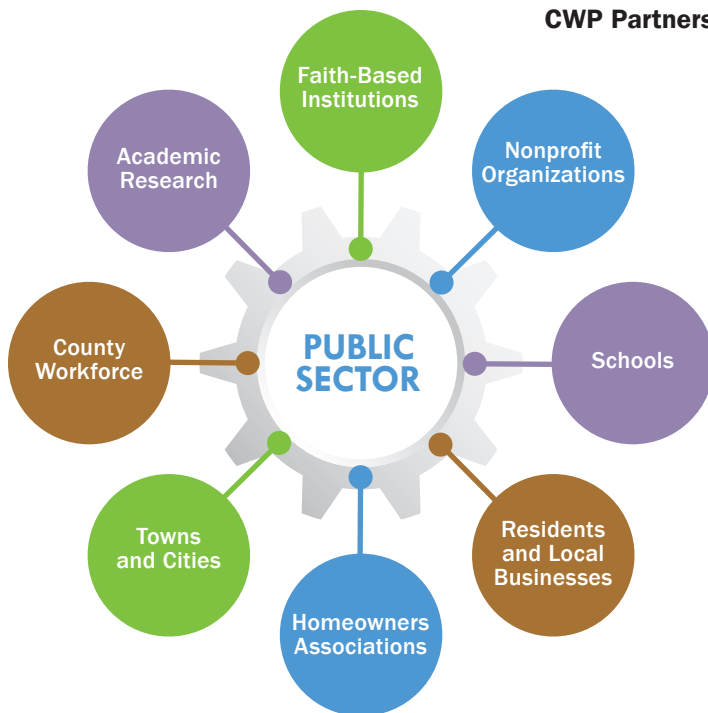 CWP Partners
Faith-Based
Institutions
Nonprofit
Organizations
Academic
Research
Schools
County
Workforce
PUBLIC
SECTOR
Residents
and Local
Businesses
Towns
and Cities
Homeowners
Associations